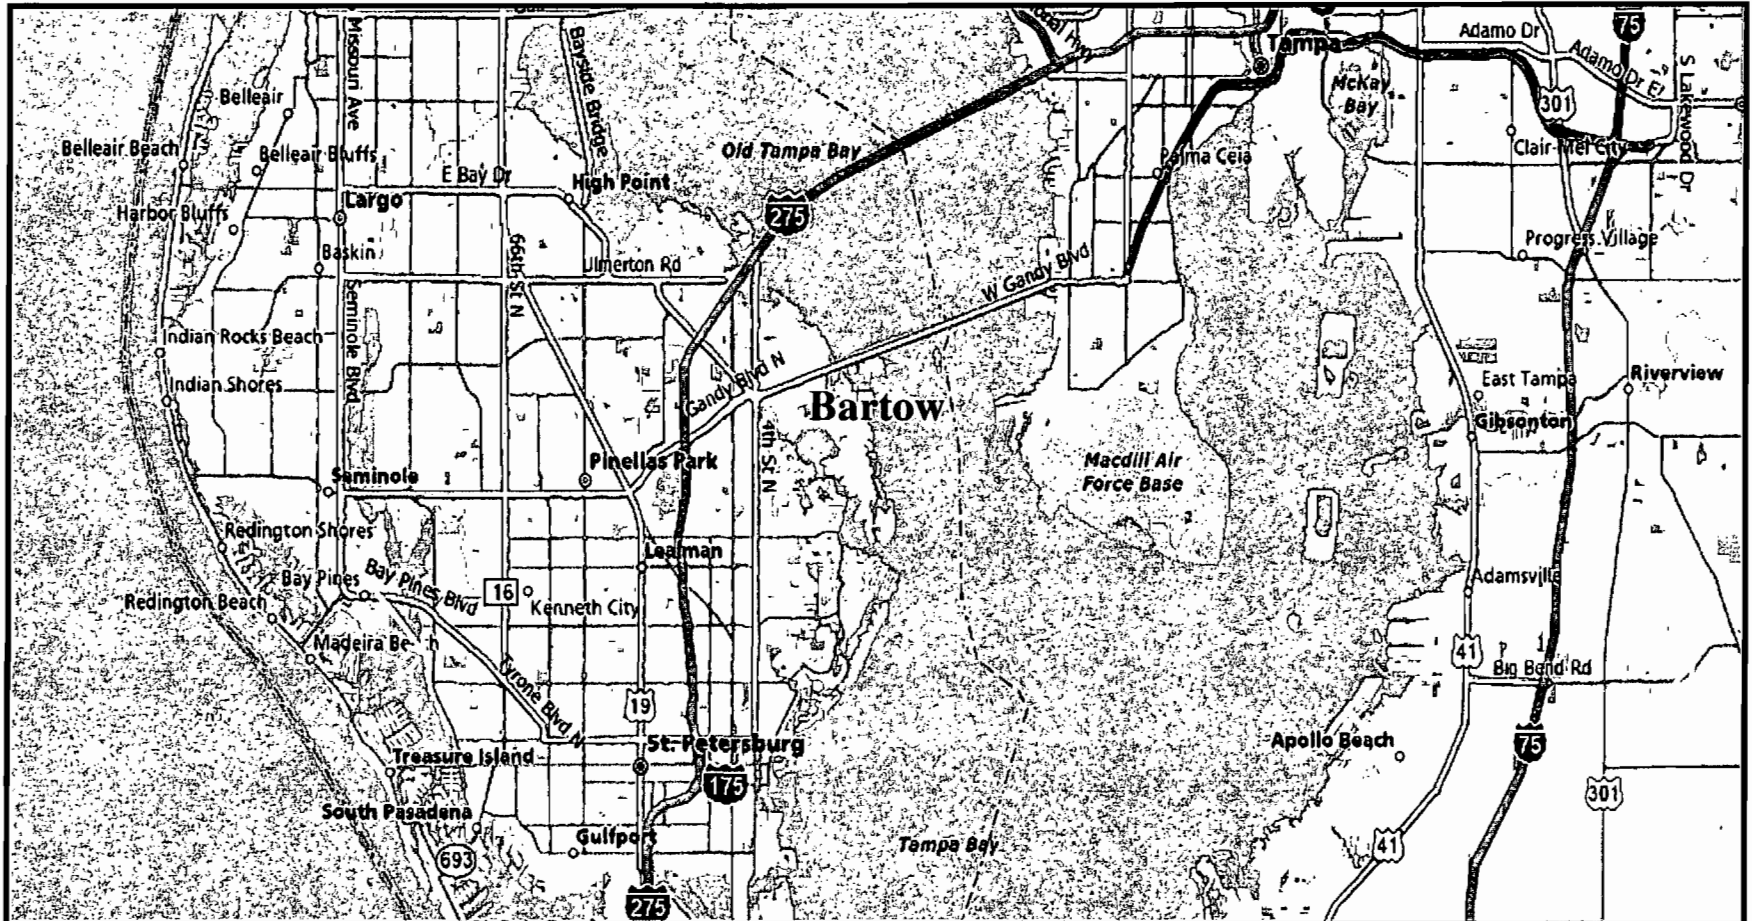 Missouri Ave
Bayside Bridge
Tampa
Adamo Dr
75
Adamo Dr E
S Lakewood Dr
McKay
Bay
301
Belleair
Belleair Beach
Belleair Bluffs
Old Tampa Bay
Palma Ceia
Clair-Mel City
E Bay Dr
High Point
Largo
Harbor Bluffs
275
Progress Village
Baskin
66th St N
Ulmerton Rd
W Gandy Blvd
Seminole Blvd
Indian Rocks Beach
Indian Shores
Gandy Blvd N
Bartow
East Tampa
Riverview
Gibsonton
4th St N
Pinellas Park
Macdill Air
Force Base
Seminole
Redington Shores
Lealman
Bay Pines
Bay Pines Blvd
16
Kenneth City
Adamsville
Redington Beach
Madeira Be h
41
Big Bend Rd
Tyrone Blvd N
19
St. Petersburg
Apollo Beach
75
Treasure Island
175
301
South Pasadena
Gulfport
Tampa Bay
41
693
275